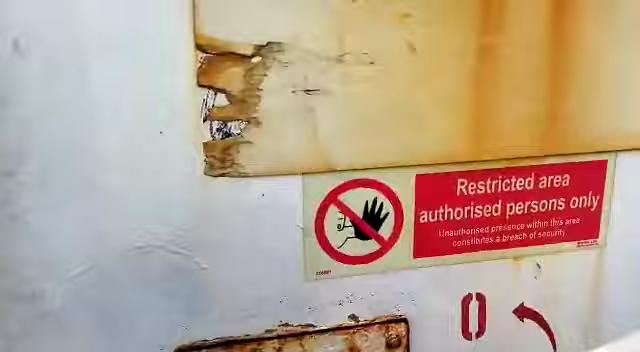 Restricted area
authorised persons only
Unauthorised presence within this area
constitutes a breach of security
0